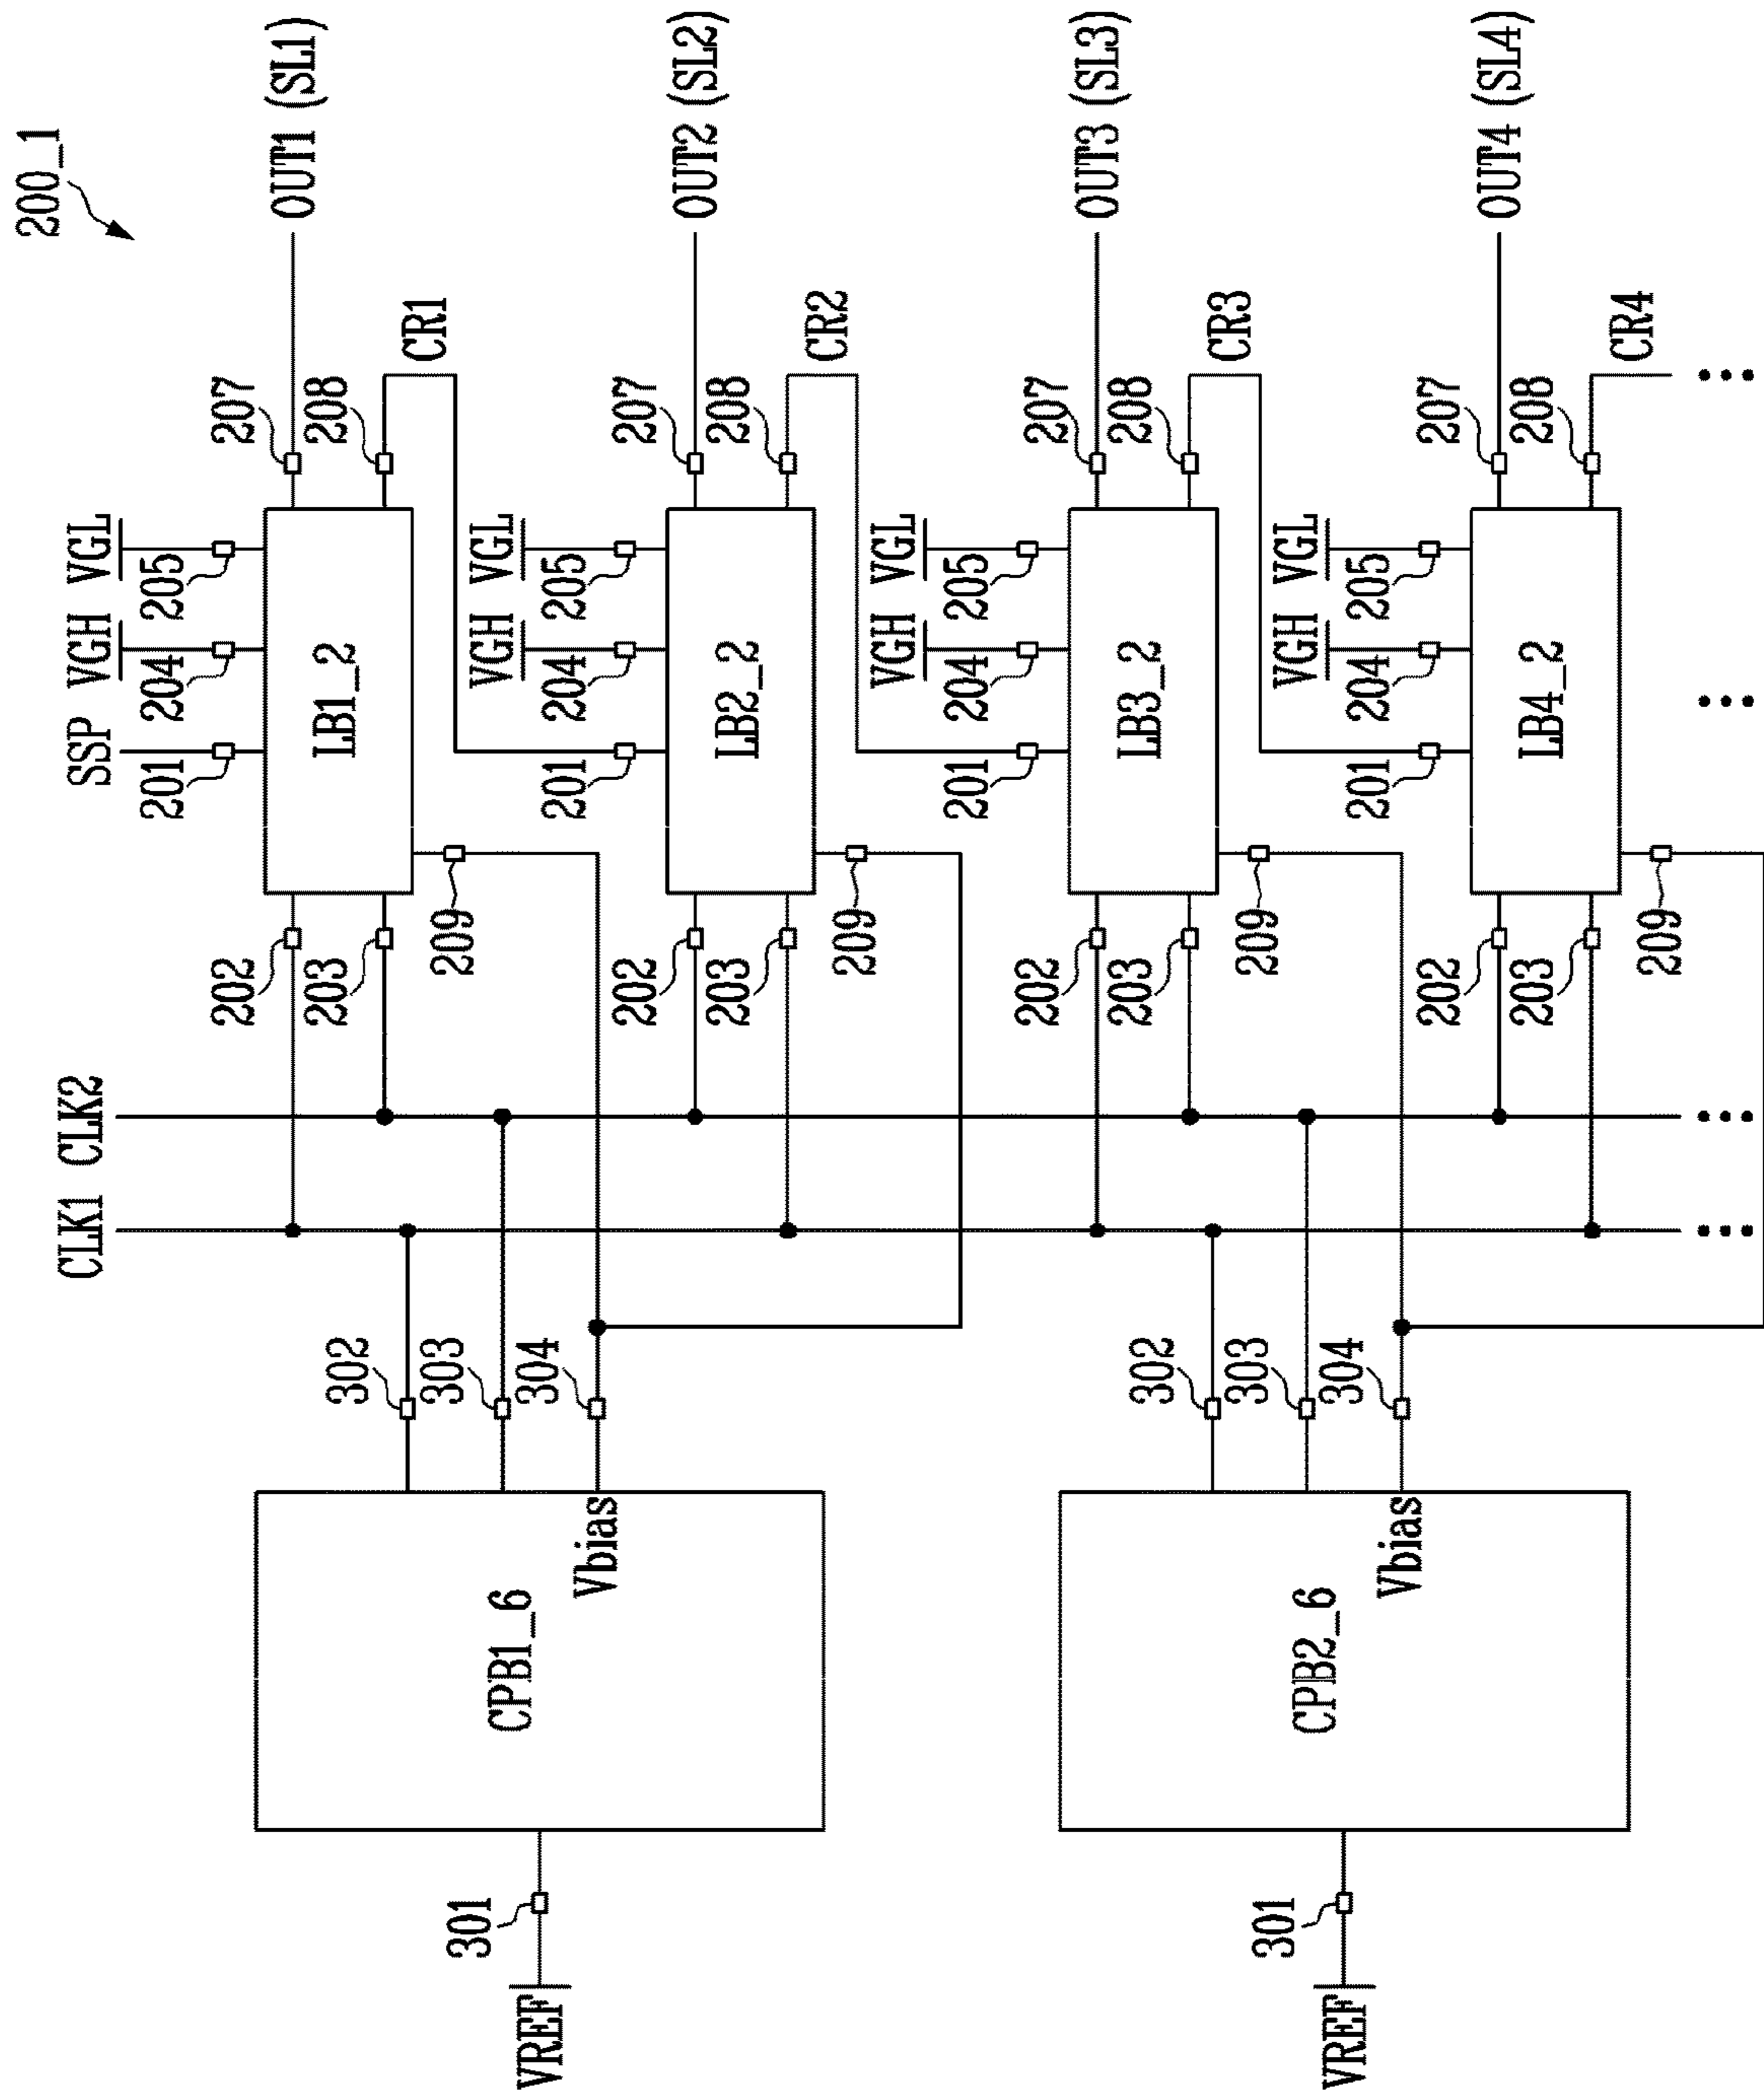 200_1
CLK1
CLK2
SSP
VGH
VGL
201
204
205
202
203
LB1_2
207
OUT1 (SL1)
208
CR1
209
VREF
301
CPB1_6
Vbias
302
303
304
VGH
VGL
201
204
205
202
203
LB2_2
207
OUT2 (SL2)
208
CR2
209
VGH
VGL
201
204
205
202
203
LB3_2
207
OUT3 (SL3)
208
CR3
209
VREF
301
CPB2_6
Vbias
302
303
304
VGH
VGL
201
204
205
202
203
LB4_2
207
OUT4 (SL4)
208
CR4
209